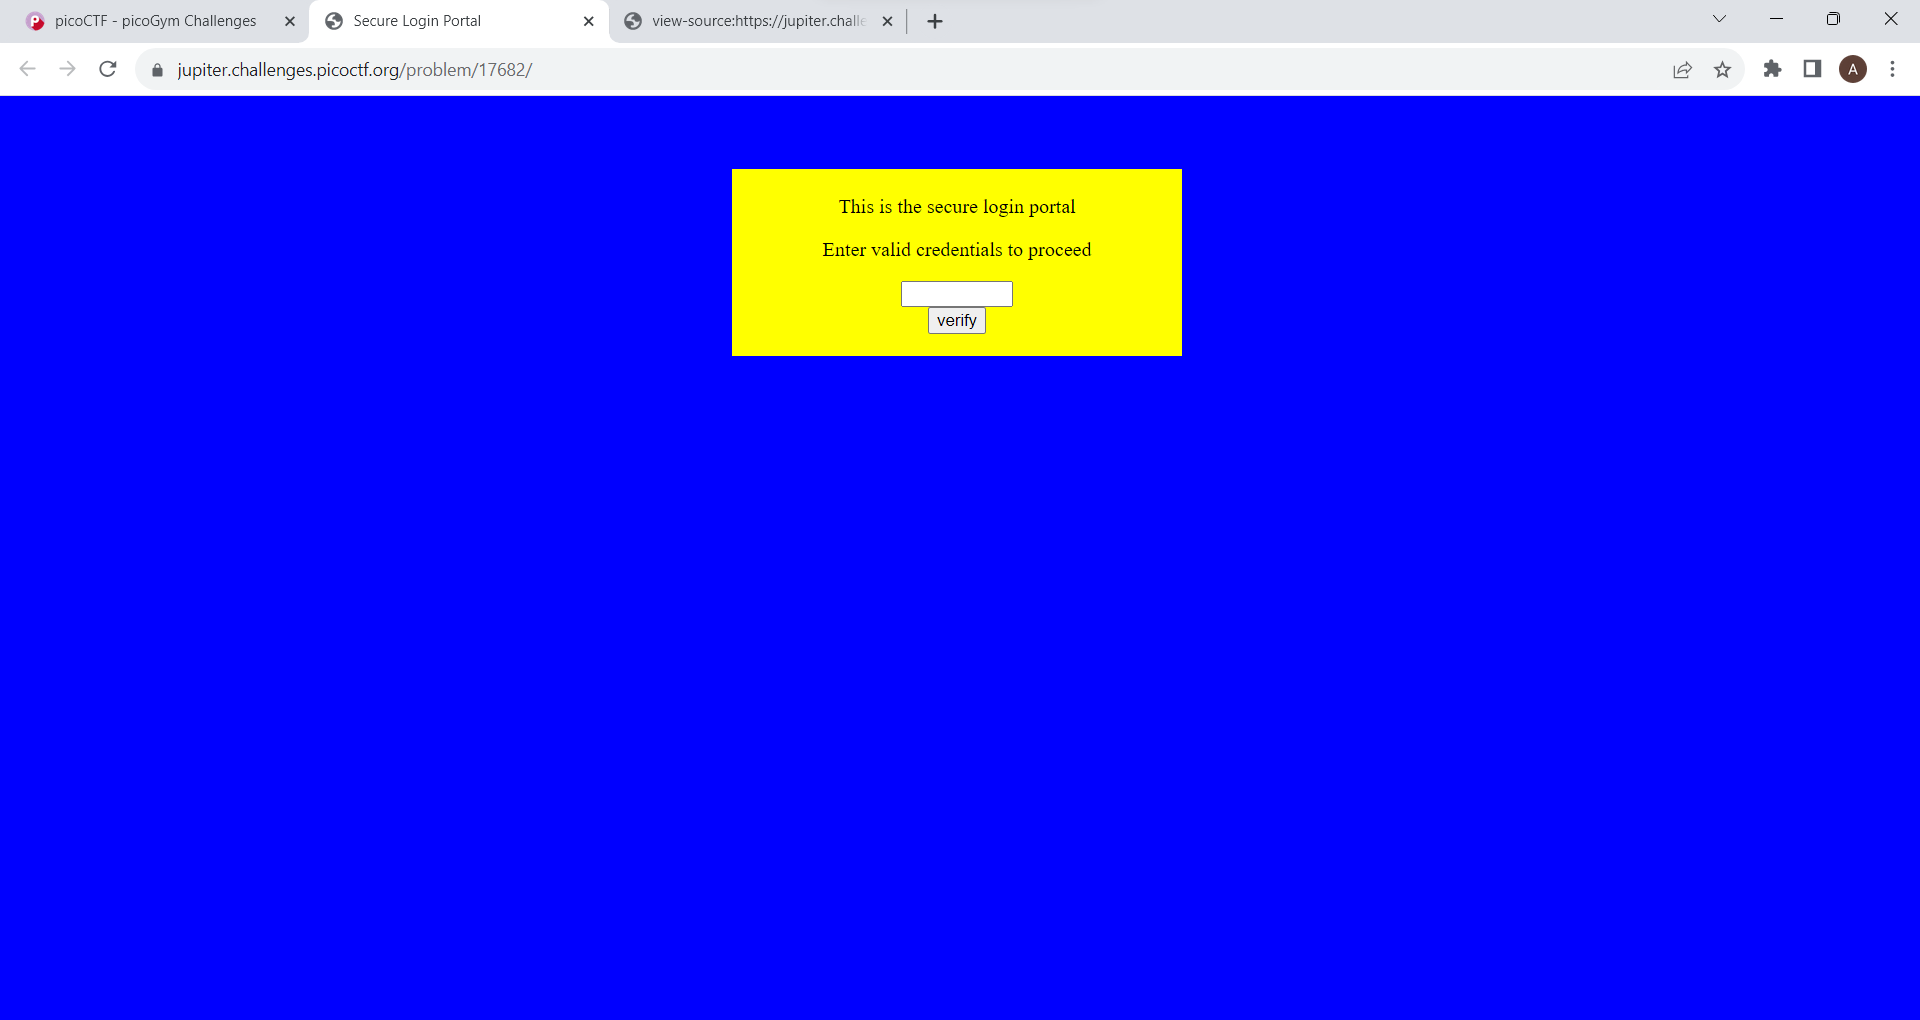 picoCTF - picoGym Challenges
Secure Login Portal
view-source:https://jupiter.challe
jupiter.challenges.picoctf.org/problem/17682/
A
This is the secure login portal
Enter valid credentials to proceed
verify